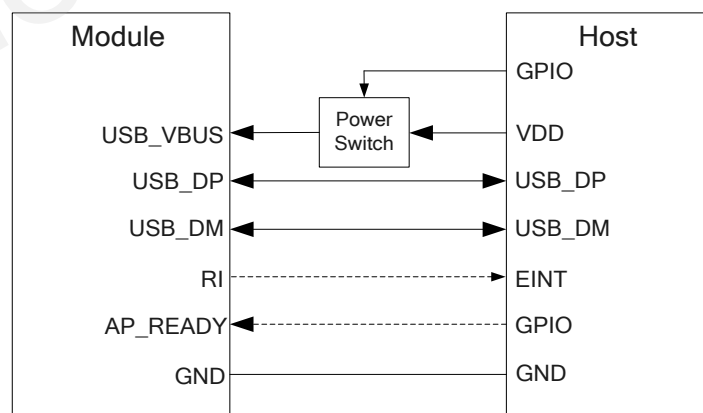 Module
Host
GPIO
Power
Switch
USB_VBUS
VDD
USB_DP
USB_DP
USB_DM
USB_DM
RI
EINT
AP_READY
GPIO
GND
GND